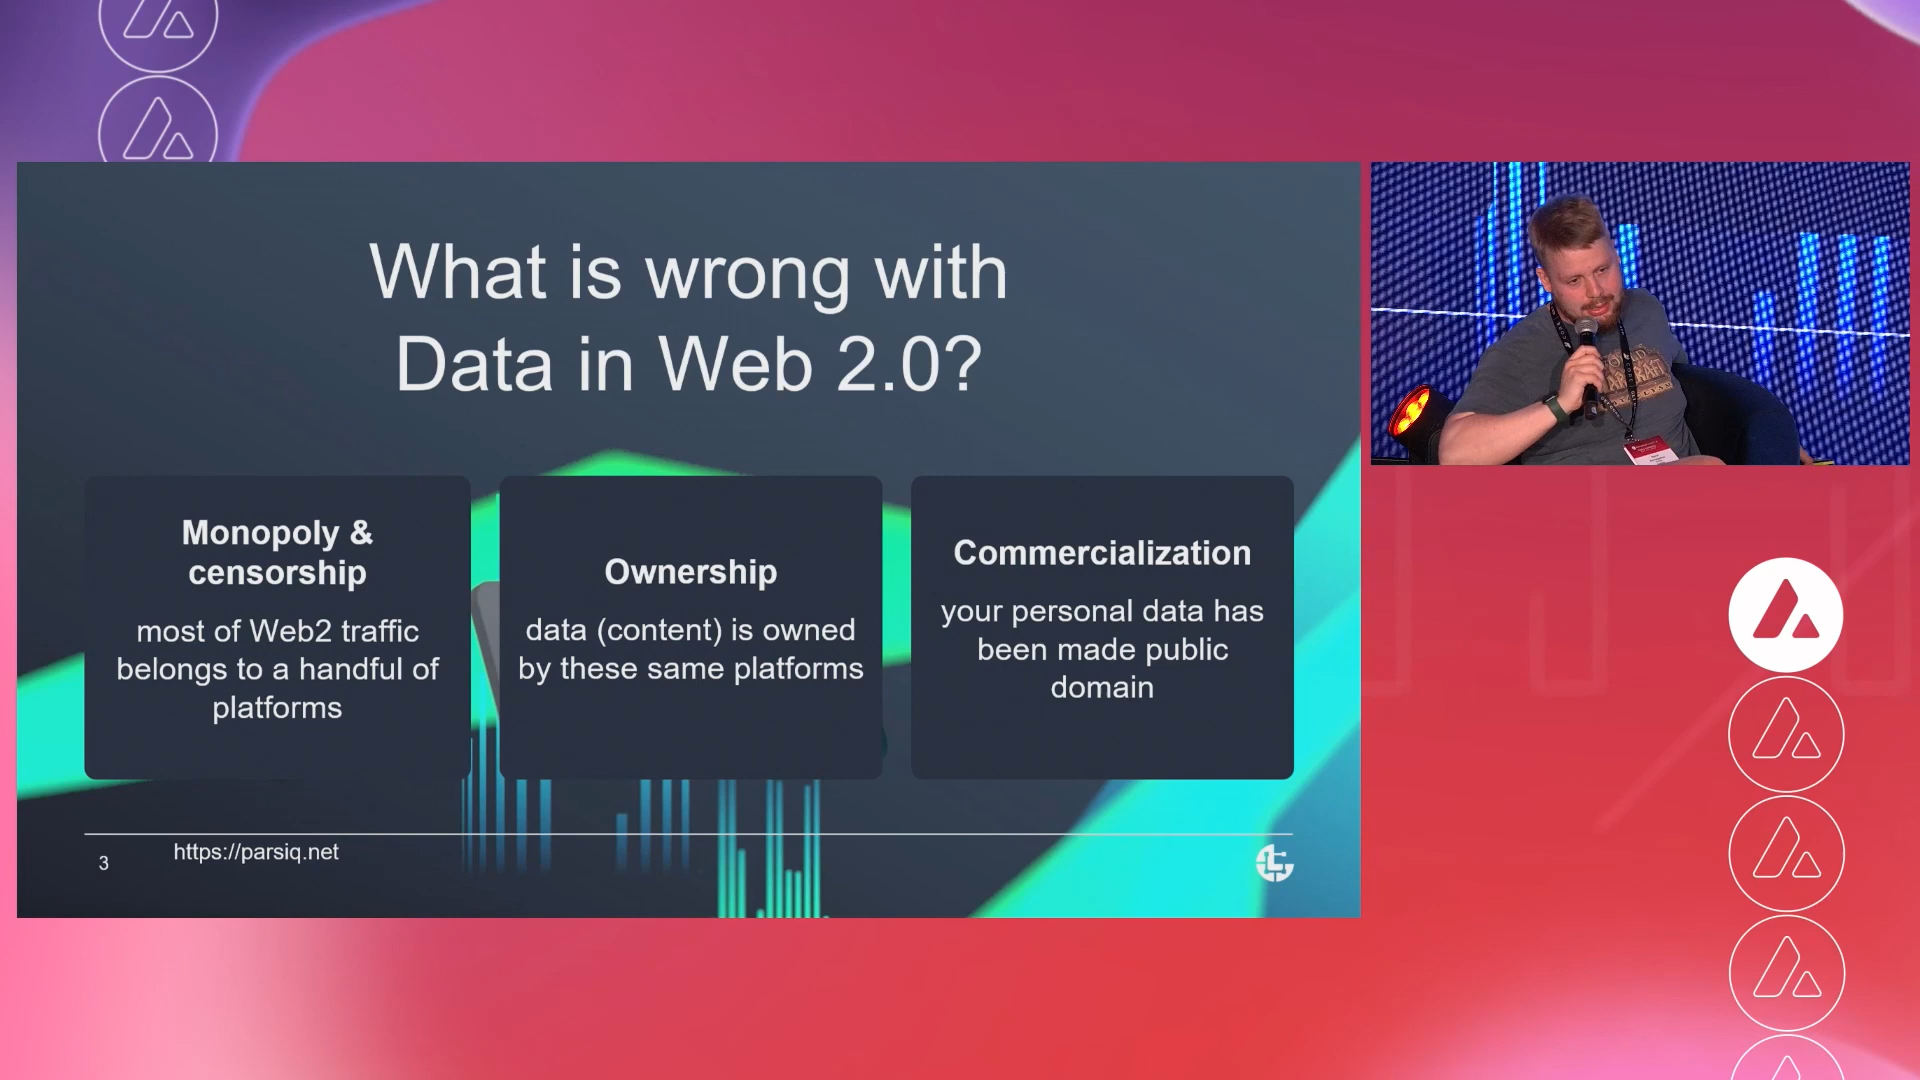 What is wrong with
Data in Web 2.0?
Monopoly &
censorship
most of Web2 traffic
belongs to a handful of
platforms
Ownership
data (content) is owned
by these same platforms
Commercialization
your personal data has
been made public
domain
3
https://parsiq.net